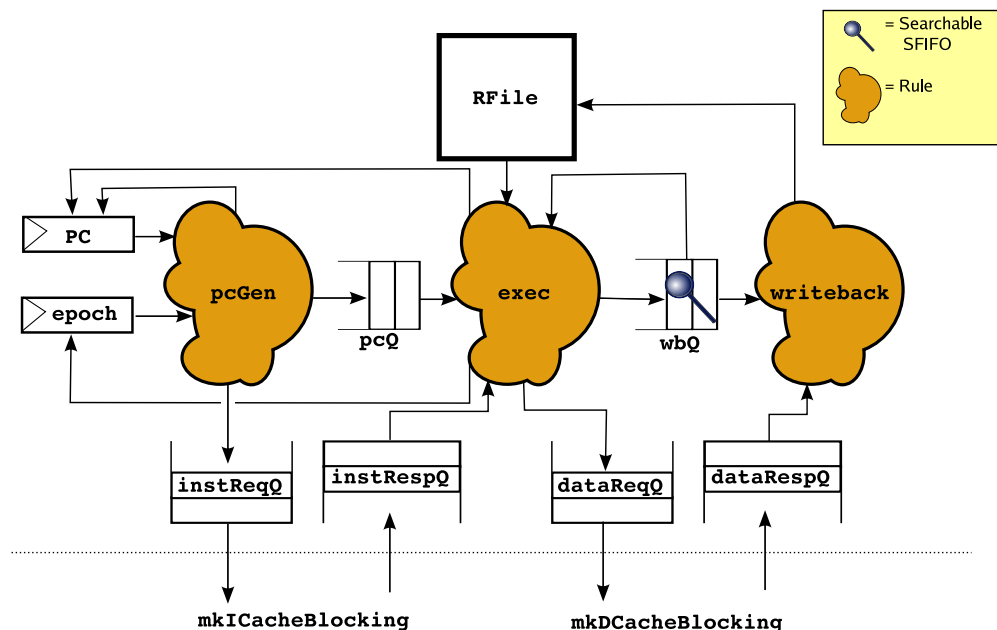 = Searchable
SFIFO
= Rule
RFile
PC
epoch
pcGen
pcQ
exec
wbQ
writeback
instReqQ
instRespQ
dataReqQ
dataRespQ
mkICacheBlocking
mkDCacheBlocking